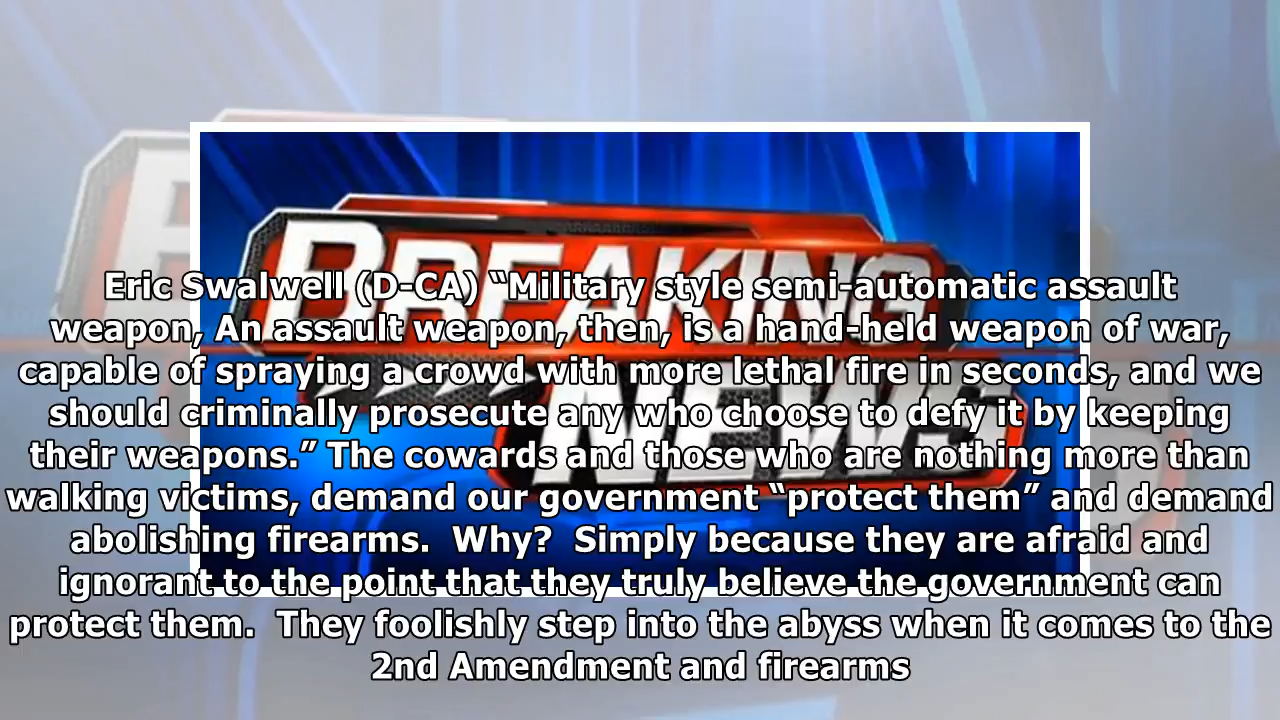 BREAKING
NEWS
Eric Swalwell (D-CA) “Military style semi-automatic assault
weapon, An assault weapon, then, is a hand-held weapon of war,
capable of spraying a crowd with more lethal fire in seconds, and we
should criminally prosecute any who choose to defy it by keeping
their weapons.” The cowards and those who are nothing more than
walking victims, demand our government “protect them” and demand
abolishing firearms.  Why?  Simply because they are afraid and
ignorant to the point that they truly believe the government can
protect them.  They foolishly step into the abyss when it comes to the
2nd Amendment and firearms